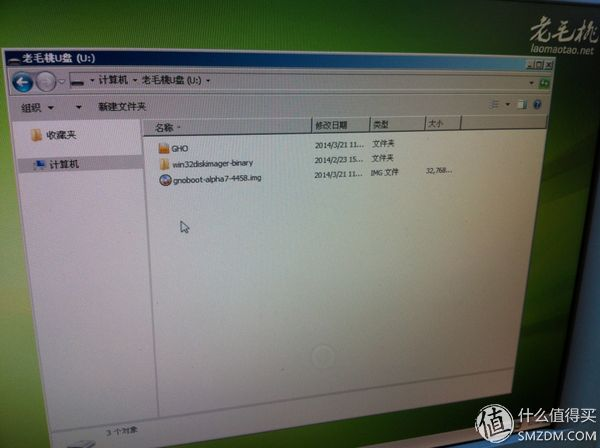 老毛桃
laomaotao.net
老毛桃U盘 (U:)
计算机 老毛桃U盘 (U:)
组织 新建文件夹
收藏夹
计算机
名称 修改日期 类型 大小
GHO 2014/3/21 11... 文件夹
win32diskimager-binary 2014/2/23 15... 文件夹
gnoboot-alpha7-4458.img 2014/3/21 11... IMG 文件 32,768...
3 个对象
值 什么值得买
SMZDM.COM